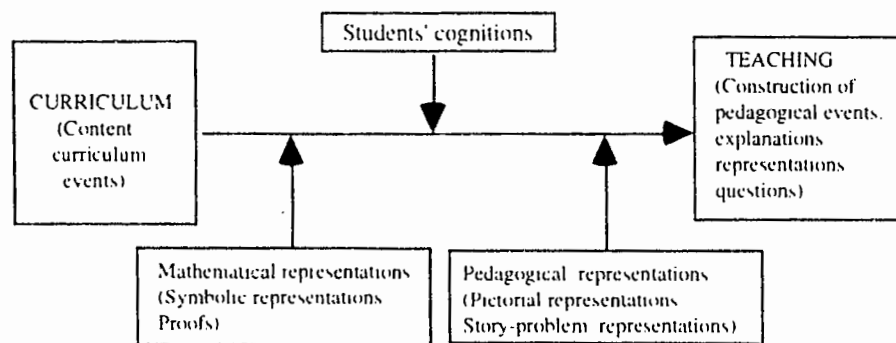 Students' cognitions
CURRICULUM
(Content
curriculum
events)
TEACHING
(Construction of
pedagogical events,
explanations
representations
questions)
Mathematical representations
(Symbolic representations
Proofs)
Pedagogical representations
(Pictorial representations
Story-problem representations)